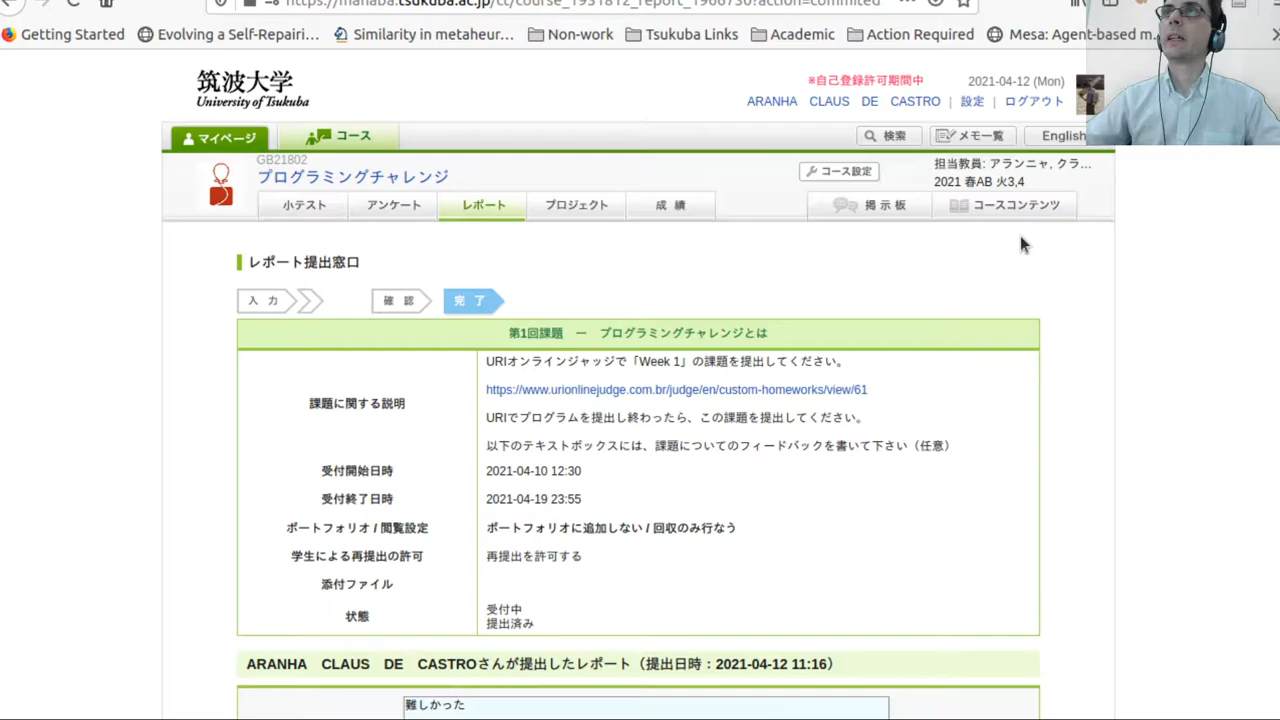 https://manaba.tsukuba.ac.jp/ct/course_1931812_report_1966730?action=commited
Getting Started
Evolving a Self-Repairi...
Similarity in metaheur...
Non-work
Tsukuba Links
Academic
Action Required
Mesa: Agent-based m...
筑波大学
University of Tsukuba
※自己登録許可期間中
2021-04-12 (Mon)
ARANHA CLAUS DE CASTRO | 設定 | ログアウト
マイページ
コース
検索
メモ一覧
English
GB21802
プログラミングチャレンジ
コース設定
担当教員: アランニャ, クラ...
2021 春AB 火3,4
小テスト
アンケート
レポート
プロジェクト
成 績
掲 示 板
コースコンテンツ
レポート提出窓口
入 力
確 認
完 了
第1回課題 ー プログラミングチャレンジとは
課題に関する説明
URIオンラインジャッジで「Week 1」の課題を提出してください。
https://www.urionlinejudge.com.br/judge/en/custom-homeworks/view/61
URIでプログラムを提出し終わったら、この課題を提出してください。
以下のテキストボックスには、課題についてのフィードバックを書いて下さい（任意）
受付開始日時 2021-04-10 12:30
受付終了日時 2021-04-19 23:55
ポートフォリオ / 閲覧設定 ポートフォリオに追加しない / 回収のみ行なう
学生による再提出の許可 再提出を許可する
添付ファイル
状態
受付中
提出済み
ARANHA CLAUS DE CASTROさんが提出したレポート（提出日時：2021-04-12 11:16）
難しかった